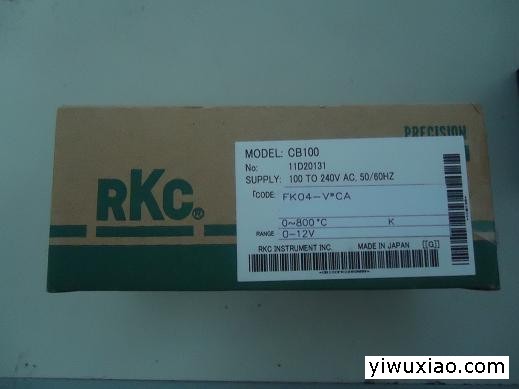 RKC®
PRECISION
MODEL: CB100
No: 11D20131
SUPPLY: 100 TO 240V AC, 50/60HZ
「CODE: FK04-V*CA
0~800°C K
RANGE 0-12V
RKC INSTRUMENT INC. MADE IN JAPAN [[G]]
yiwuxiao.com